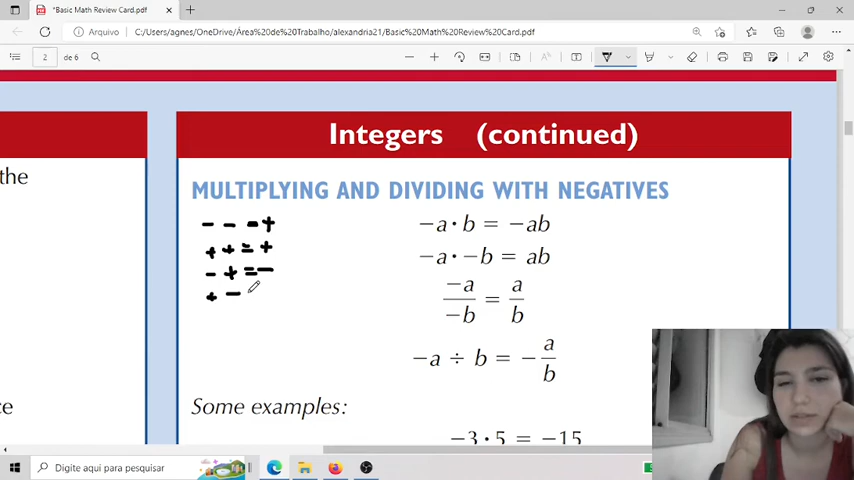 *Basic Math Review Card.pdf
Arquivo
C:/Users/agnes/OneDrive/Área%20de%20Trabalho/alexandria21/Basic%20Math%20Review%20Card.pdf
2
de 6
the
Integers (continued)
MULTIPLYING AND DIVIDING WITH NEGATIVES
- - = +
+ + = +
- + = -
+ -
−a · b = −ab
−a · −b = ab
−a/−b = a/b
−a ÷ b = −a/b
Some examples:
ce
−3 · 5 = −15
Digite aqui para pesquisar